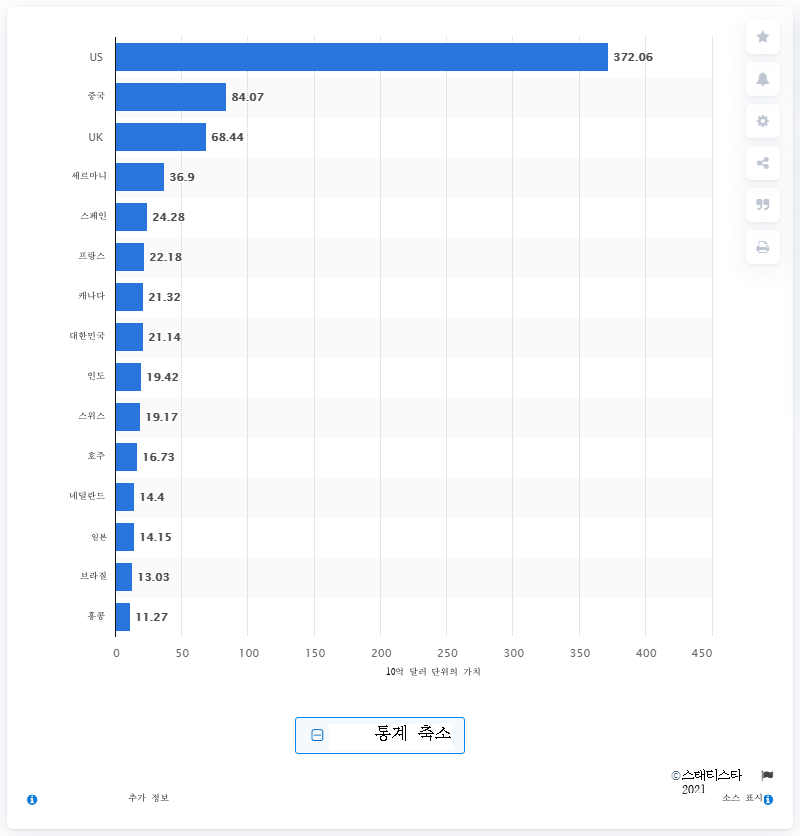 US 372.06
중국 84.07
UK 68.44
세르마니 36.9
스페인 24.28
프랑스 22.18
캐나다 21.32
대한민국 21.14
인도 19.42
스위스 19.17
호주 16.73
네덜란드 14.4
일본 14.15
브라질 13.03
홍콩 11.27
0 50 100 150 200 250 300 350 400 450
10억 달러 단위의 가치
통계 축소
©스태티스타
2021
추가 정보 소스 표시